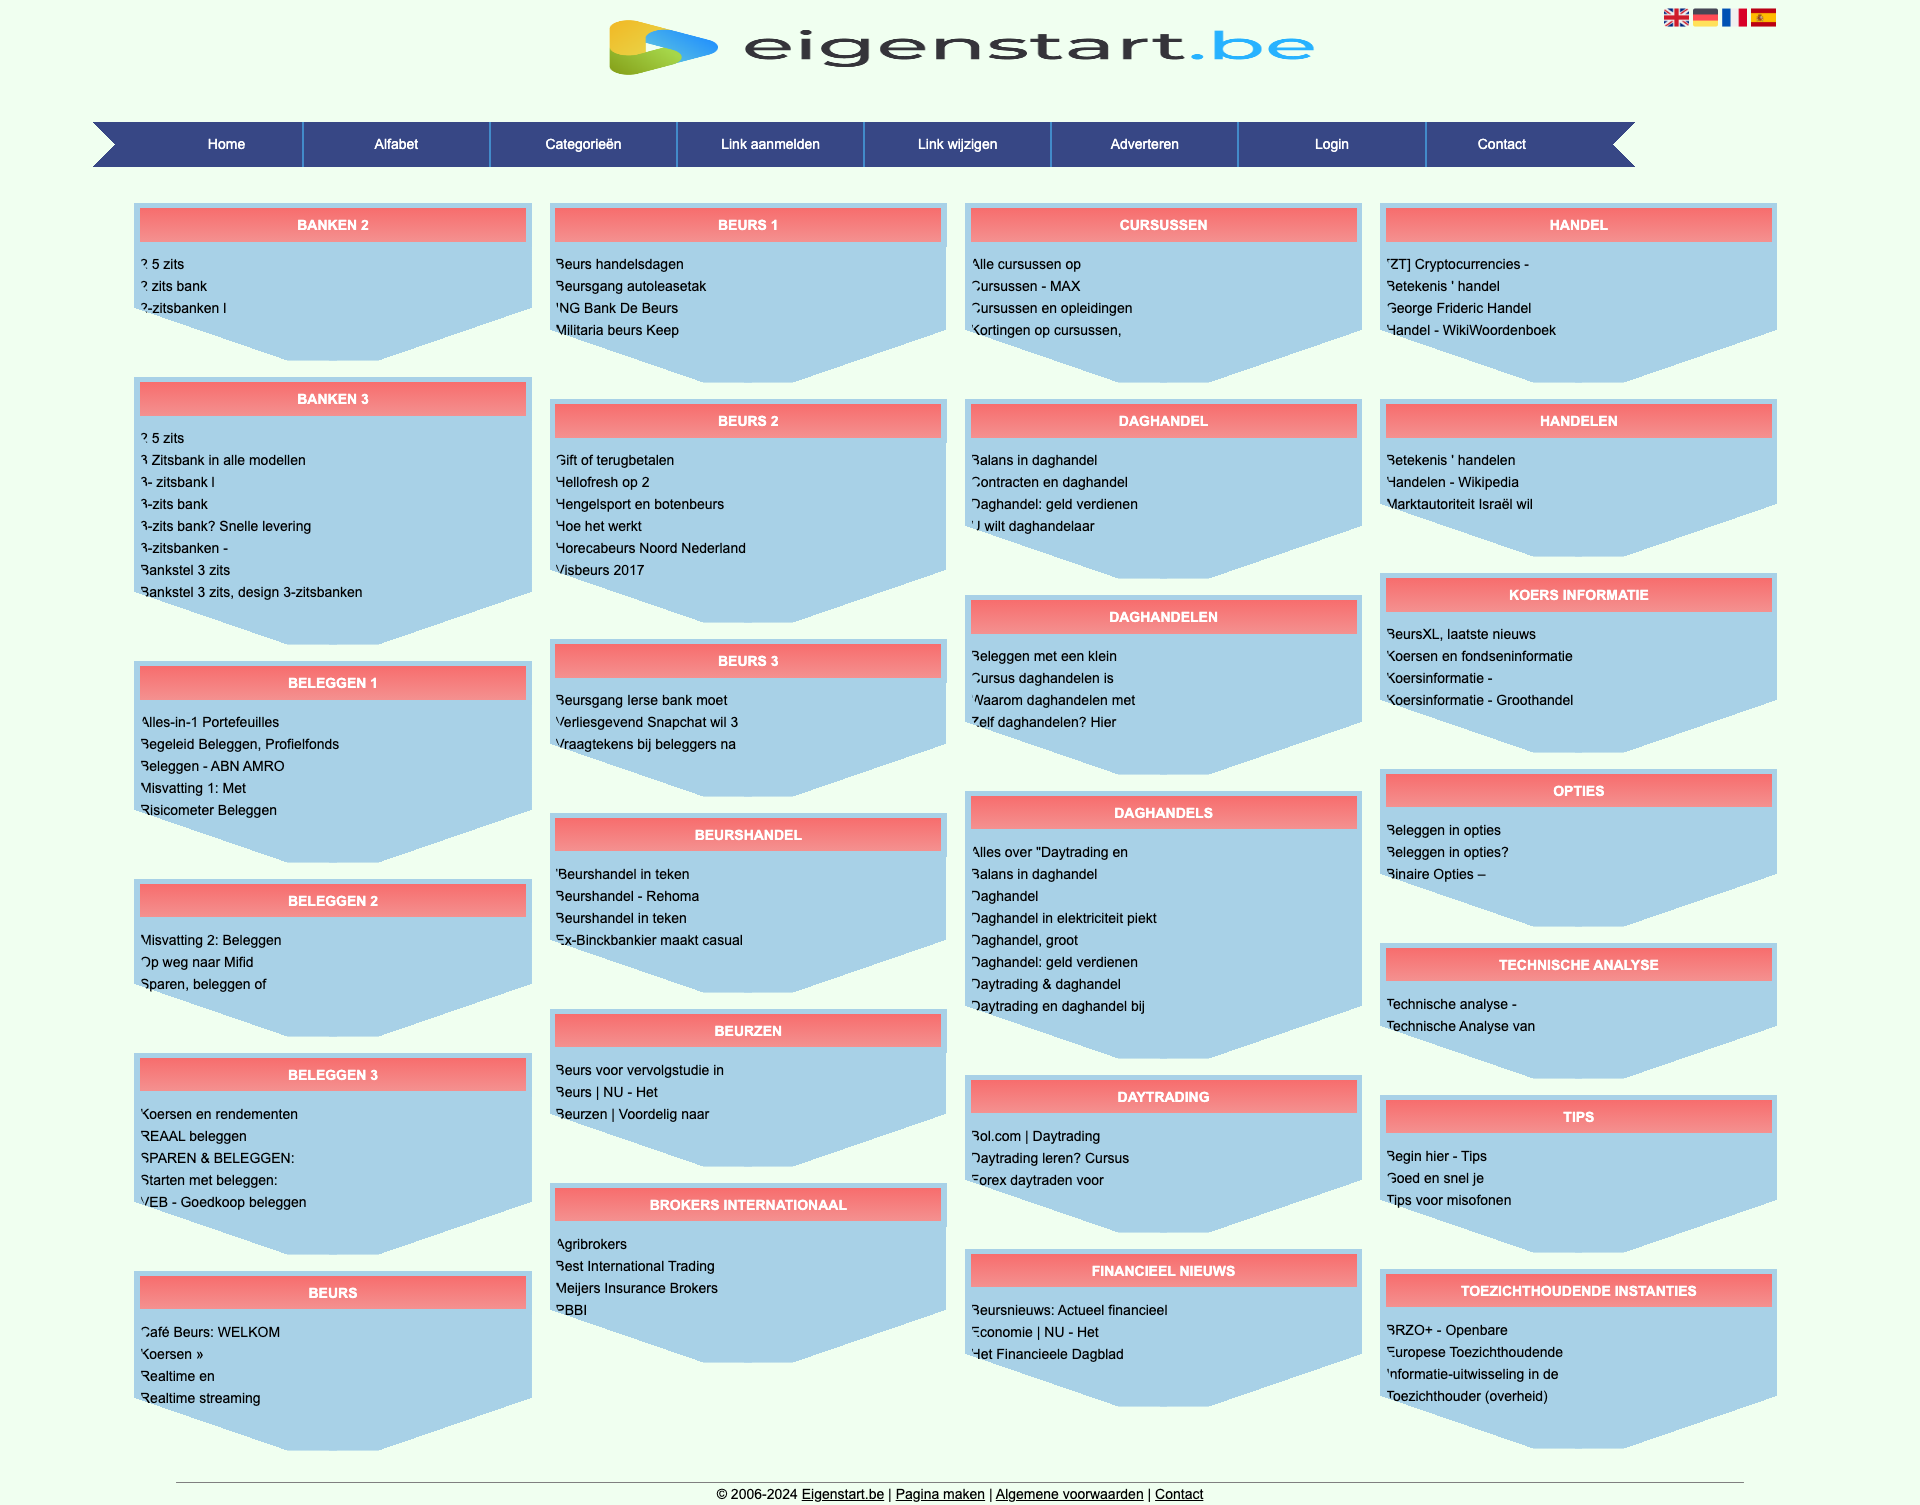 eigenstart.be
Home
Alfabet
Categorieën
Link aanmelden
Link wijzigen
Adverteren
Login
Contact
BANKEN 2
2,5 zits
2 zits bank
2-zitsbanken |
BANKEN 3
2,5 zits
3 Zitsbank in alle modellen
3- zitsbank |
3-zits bank
3-zits bank? Snelle levering
3-zitsbanken -
Bankstel 3 zits
Bankstel 3 zits, design 3-zitsbanken
BELEGGEN 1
Alles-in-1 Portefeuilles
Begeleid Beleggen, Profielfonds
Beleggen - ABN AMRO
Misvatting 1: Met
Risicometer Beleggen
BELEGGEN 2
Misvatting 2: Beleggen
Op weg naar Mifid
Sparen, beleggen of
BELEGGEN 3
Koersen en rendementen
REAAL beleggen
SPAREN & BELEGGEN:
Starten met beleggen:
VEB - Goedkoop beleggen
BEURS
Café Beurs: WELKOM
Koersen »
Realtime en
Realtime streaming
BEURS 1
Beurs handelsdagen
Beursgang autoleasetak
ING Bank De Beurs
Militaria beurs Keep
BEURS 2
Gift of terugbetalen
Hellofresh op 2
Hengelsport en botenbeurs
Hoe het werkt
Horecabeurs Noord Nederland
Visbeurs 2017
BEURS 3
Beursgang Ierse bank moet
Verliesgevend Snapchat wil 3
Vraagtekens bij beleggers na
BEURSHANDEL
'Beurshandel in teken
Beurshandel - Rehoma
Beurshandel in teken
Ex-Binckbankier maakt casual
BEURZEN
Beurs voor vervolgstudie in
Beurs | NU - Het
Beurzen | Voordelig naar
BROKERS INTERNATIONAAL
Agribrokers
Best International Trading
Meijers Insurance Brokers
PBBI
CURSUSSEN
Alle cursussen op
Cursussen - MAX
Cursussen en opleidingen
Kortingen op cursussen,
DAGHANDEL
Balans in daghandel
Contracten en daghandel
Daghandel: geld verdienen
U wilt daghandelaar
DAGHANDELEN
Beleggen met een klein
Cursus daghandelen is
Waarom daghandelen met
Zelf daghandelen? Hier
DAGHANDELS
Alles over "Daytrading en
Balans in daghandel
Daghandel
Daghandel in elektriciteit piekt
Daghandel, groot
Daghandel: geld verdienen
Daytrading & daghandel
Daytrading en daghandel bij
DAYTRADING
Bol.com | Daytrading
Daytrading leren? Cursus
Forex daytraden voor
FINANCIEEL NIEUWS
Beursnieuws: Actueel financieel
Economie | NU - Het
Het Financieele Dagblad
HANDEL
[ZT] Cryptocurrencies -
Betekenis ' handel
George Frideric Handel
Handel - WikiWoordenboek
HANDELEN
Betekenis ' handelen
Handelen - Wikipedia
Marktautoriteit Israël wil
KOERS INFORMATIE
BeursXL, laatste nieuws
Koersen en fondseninformatie
Koersinformatie -
Koersinformatie - Groothandel
OPTIES
Beleggen in opties
Beleggen in opties?
Binaire Opties –
TECHNISCHE ANALYSE
Technische analyse -
Technische Analyse van
TIPS
Begin hier - Tips
Goed en snel je
Tips voor misofonen
TOEZICHTHOUDENDE INSTANTIES
BRZO+ - Openbare
Europese Toezichthoudende
Informatie-uitwisseling in de
Toezichthouder (overheid)
© 2006-2024 Eigenstart.be | Pagina maken | Algemene voorwaarden | Contact